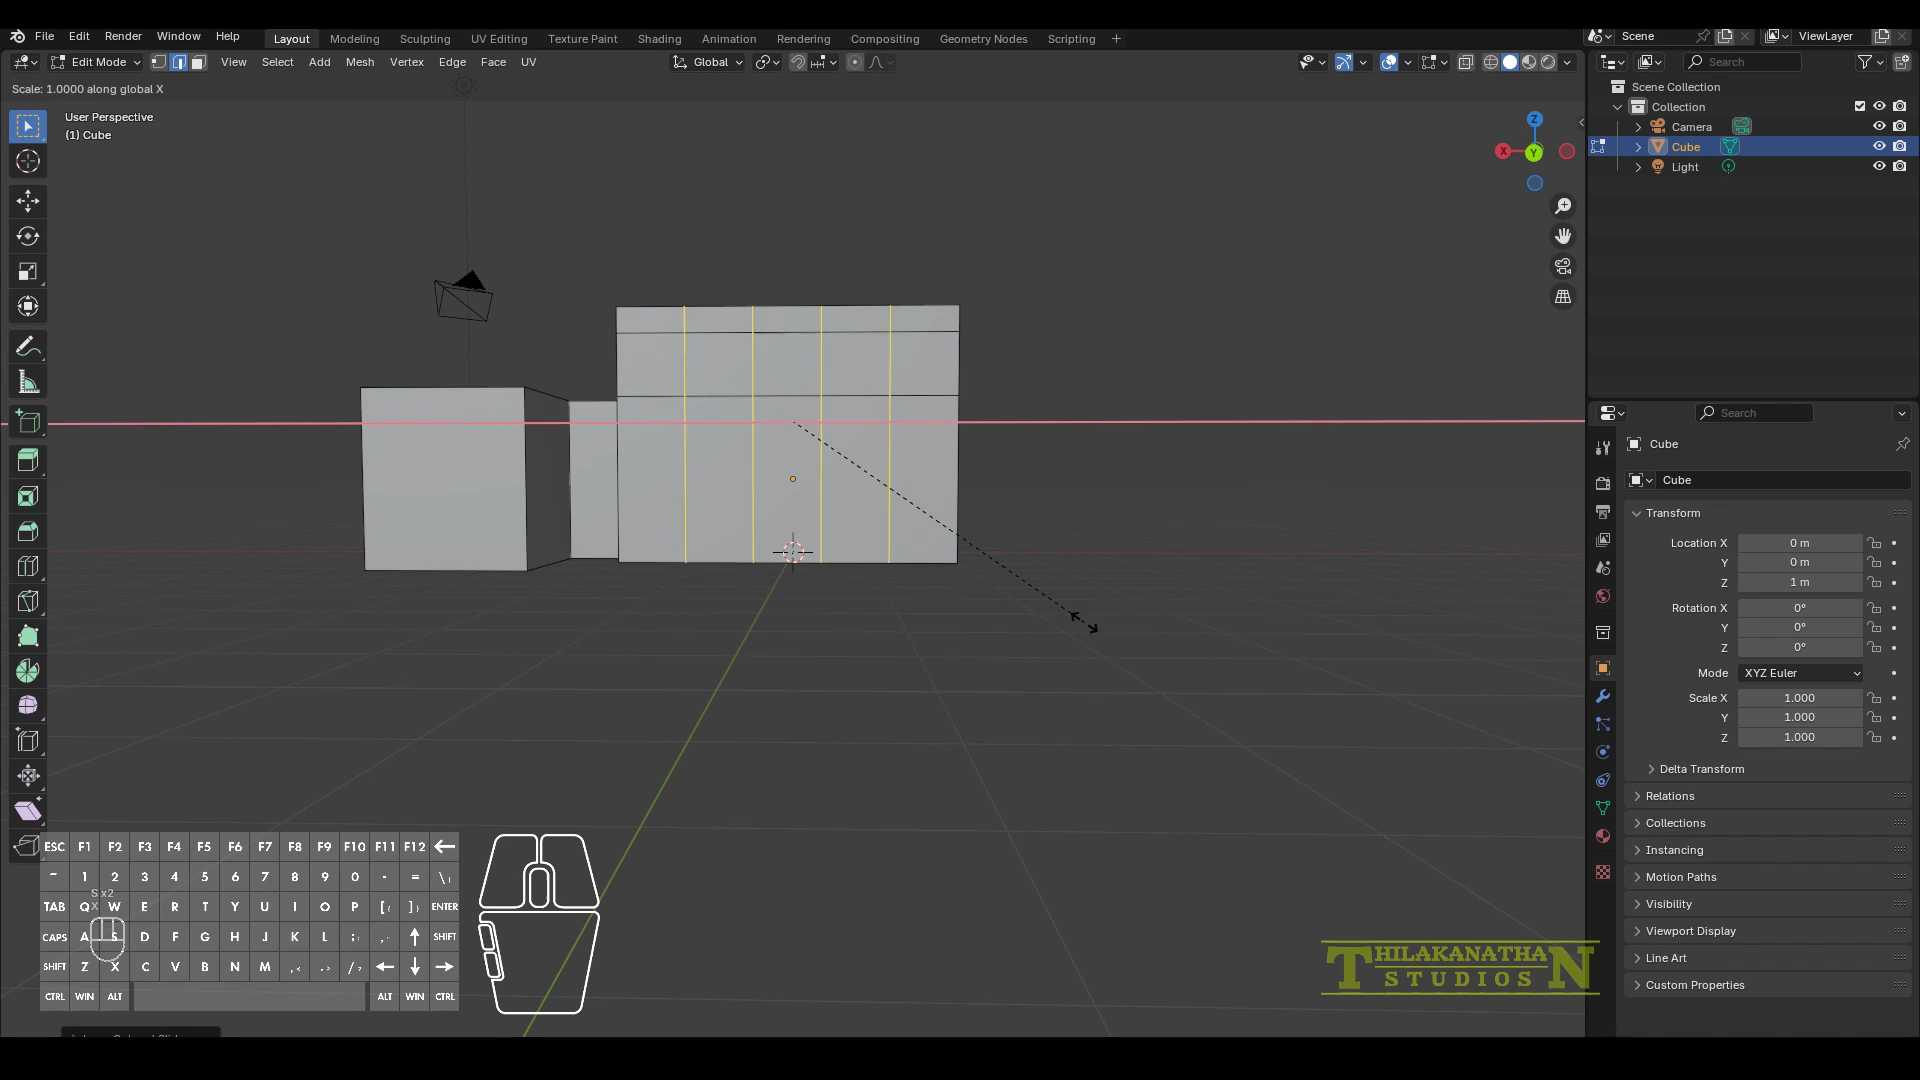 File Edit Render Window Help Layout Modeling Sculpting UV Editing Texture Paint Shading Animation Rendering Compositing Geometry Nodes Scripting + Scene ViewLayer
Edit Mode View Select Add Mesh Vertex Edge Face UV Global Search
Scale: 1.0000 along global X
User Perspective
(1) Cube
Z
X
Y
Scene Collection
Collection
Camera
Cube
Light
Search
Cube
Cube
Transform
Location X 0 m
Y 0 m
Z 1 m
Rotation X 0°
Y 0°
Z 0°
Mode XYZ Euler
Scale X 1.000
Y 1.000
Z 1.000
Delta Transform
Relations
Collections
Instancing
Motion Paths
Visibility
Viewport Display
Line Art
Custom Properties
ESC F1 F2 F3 F4 F5 F6 F7 F8 F9 F10 F11 F12
~ 1 2 3 4 5 6 7 8 9 0 - = \|
S x2
X
TAB Q W E R T Y U I O P [{ ]} ENTER
CAPS A S D F G H J K L ;: ,. SHIFT
SHIFT Z X C V B N M ,< .> /?
CTRL WIN ALT ALT WIN CTRL
THILAKANATHAN
STUDIOS